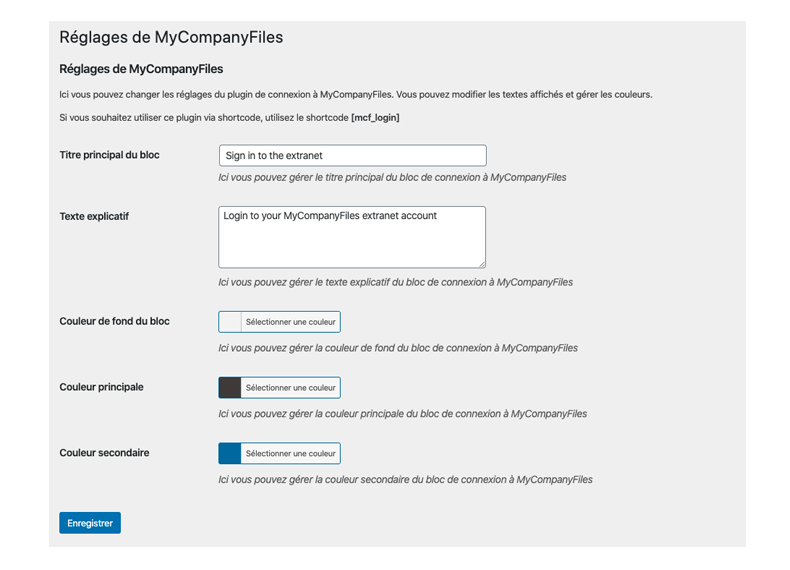 Réglages de MyCompanyFiles
Réglages de MyCompanyFiles
Ici vous pouvez changer les réglages du plugin de connexion à MyCompanyFiles. Vous pouvez modifier les textes affichés et gérer les couleurs.
Si vous souhaitez utiliser ce plugin via shortcode, utilisez le shortcode [mcf_login]
Titre principal du bloc
Sign in to the extranet
Ici vous pouvez gérer le titre principal du bloc de connexion à MyCompanyFiles
Texte explicatif
Login to your MyCompanyFiles extranet account
Ici vous pouvez gérer le texte explicatif du bloc de connexion à MyCompanyFiles
Couleur de fond du bloc
Sélectionner une couleur
Ici vous pouvez gérer la couleur de fond du bloc de connexion à MyCompanyFiles
Couleur principale
Sélectionner une couleur
Ici vous pouvez gérer la couleur principale du bloc de connexion à MyCompanyFiles
Couleur secondaire
Sélectionner une couleur
Ici vous pouvez gérer la couleur secondaire du bloc de connexion à MyCompanyFiles
Enregistrer